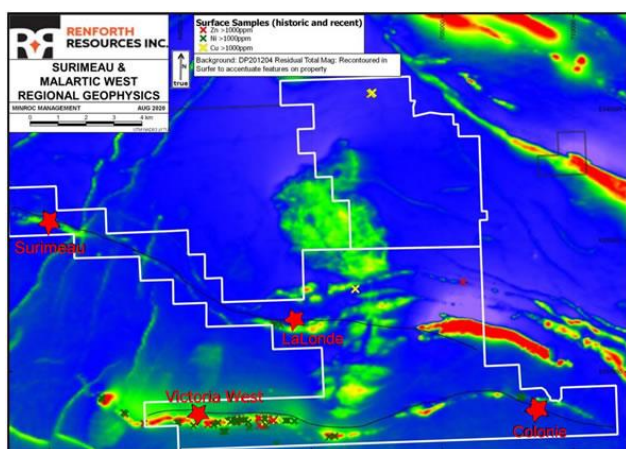 RENFORTH
RESOURCES INC.
SURIMEAU &
MALARTIC WEST
REGIONAL GEOPHYSICS
MINROC MANAGEMENT AUG 2020
0 1 2 3 4 km
Surface Samples (historic and recent)
Zn >1000ppm
Ni >1000ppm
Cu >1000ppm
N
true
Background: DP201204 Residual Total Mag: Recontoured in
Surfer to accentuate features on property
Surimeau
LaLonde
Victoria West
Colonie